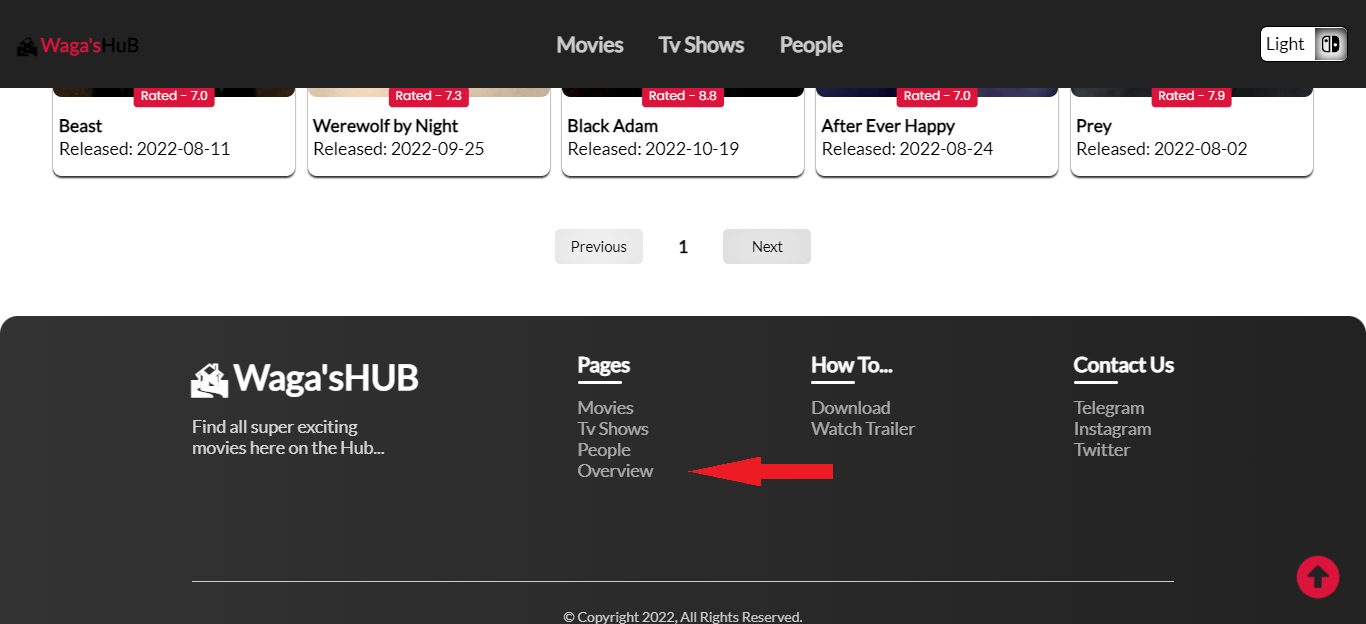 Waga'sHuB
Movies Tv Shows People
Light
Rated - 7.0
Beast
Released: 2022-08-11
Rated - 7.3
Werewolf by Night
Released: 2022-09-25
Rated - 8.8
Black Adam
Released: 2022-10-19
Rated - 7.0
After Ever Happy
Released: 2022-08-24
Rated - 7.9
Prey
Released: 2022-08-02
Previous 1 Next
Waga'sHUB
Find all super exciting
movies here on the Hub...
Pages
Movies
Tv Shows
People
Overview
How To...
Download
Watch Trailer
Contact Us
Telegram
Instagram
Twitter
© Copyright 2022, All Rights Reserved.